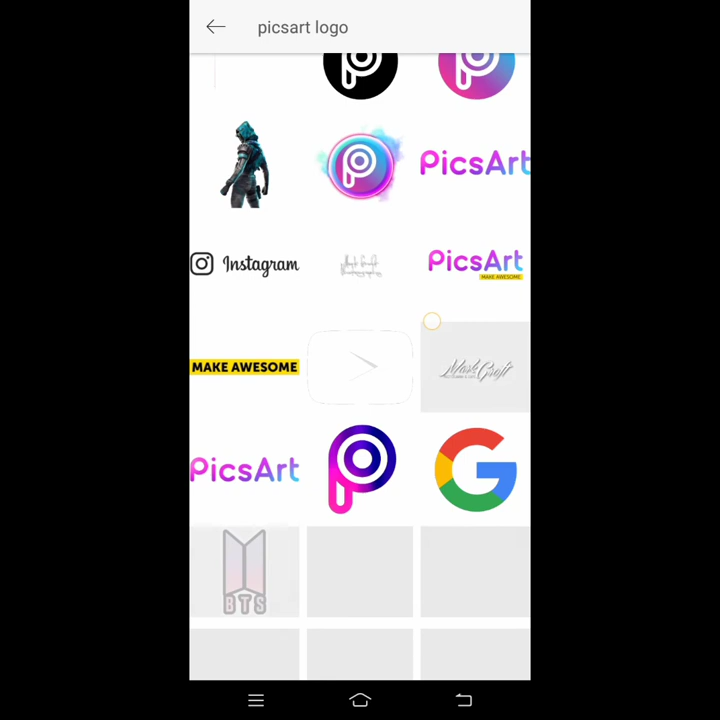 picsart logo
PicsArt
Instagram
PicsArt
MAKE AWESOME
MAKE AWESOME
PicsArt
G
BTS